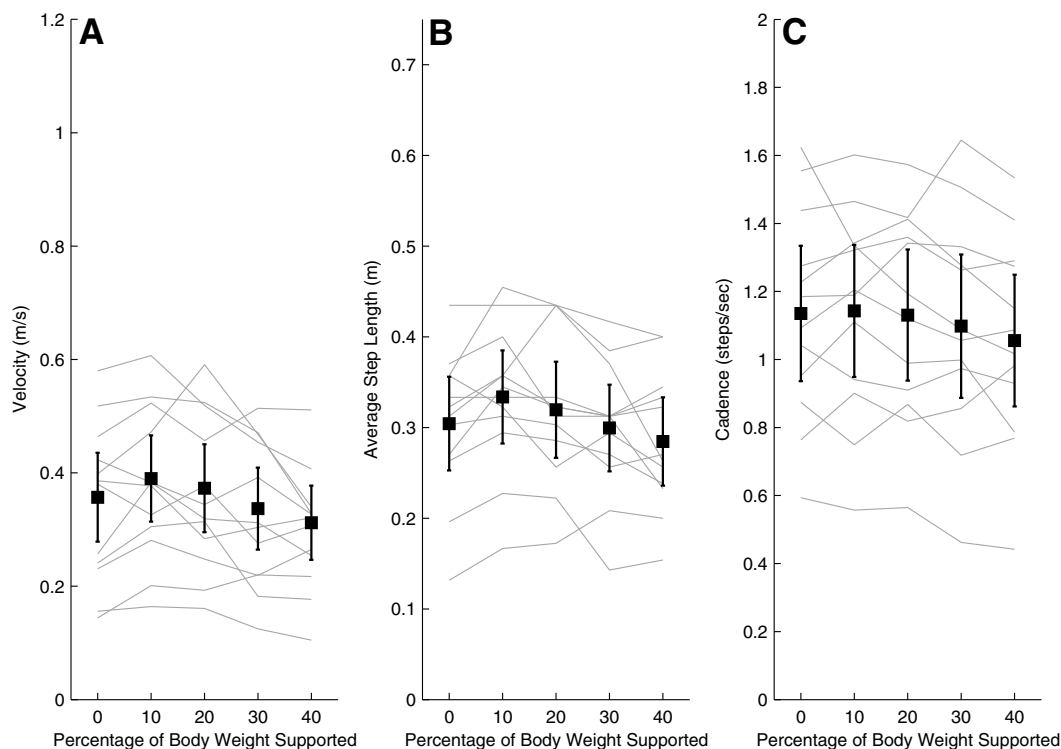 A
Velocity (m/s)
1.2
1
0.8
0.6
0.4
0.2
0
0 10 20 30 40
Percentage of Body Weight Supported
B
Average Step Length (m)
0.7
0.6
0.5
0.4
0.3
0.2
0.1
0
0 10 20 30 40
Percentage of Body Weight Supported
C
Cadence (steps/sec)
2
1.8
1.6
1.4
1.2
1
0.8
0.6
0.4
0.2
0
0 10 20 30 40
Percentage of Body Weight Supported